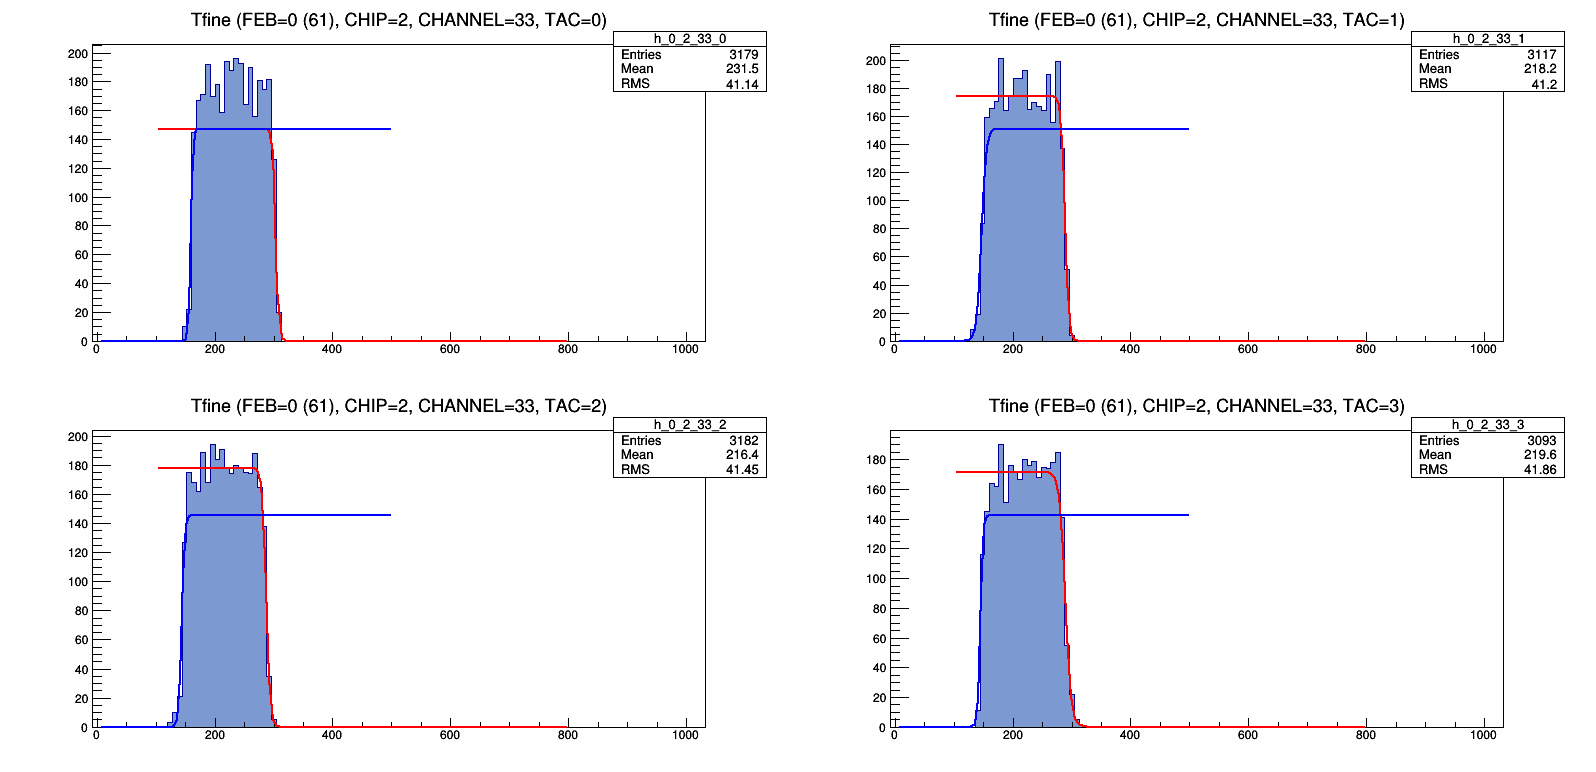 Tfine (FEB=0 (61), CHIP=2, CHANNEL=33, TAC=0)
h_0_2_33_0
Entries 3179
Mean 231.5
RMS 41.14
200
180
160
140
120
100
80
60
40
20
0
0 200 400 600 800 1000
Tfine (FEB=0 (61), CHIP=2, CHANNEL=33, TAC=1)
h_0_2_33_1
Entries 3117
Mean 218.2
RMS 41.2
200
180
160
140
120
100
80
60
40
20
0
0 200 400 600 800 1000
Tfine (FEB=0 (61), CHIP=2, CHANNEL=33, TAC=2)
h_0_2_33_2
Entries 3182
Mean 216.4
RMS 41.45
200
180
160
140
120
100
80
60
40
20
0
0 200 400 600 800 1000
Tfine (FEB=0 (61), CHIP=2, CHANNEL=33, TAC=3)
h_0_2_33_3
Entries 3093
Mean 219.6
RMS 41.86
180
160
140
120
100
80
60
40
20
0
0 200 400 600 800 1000